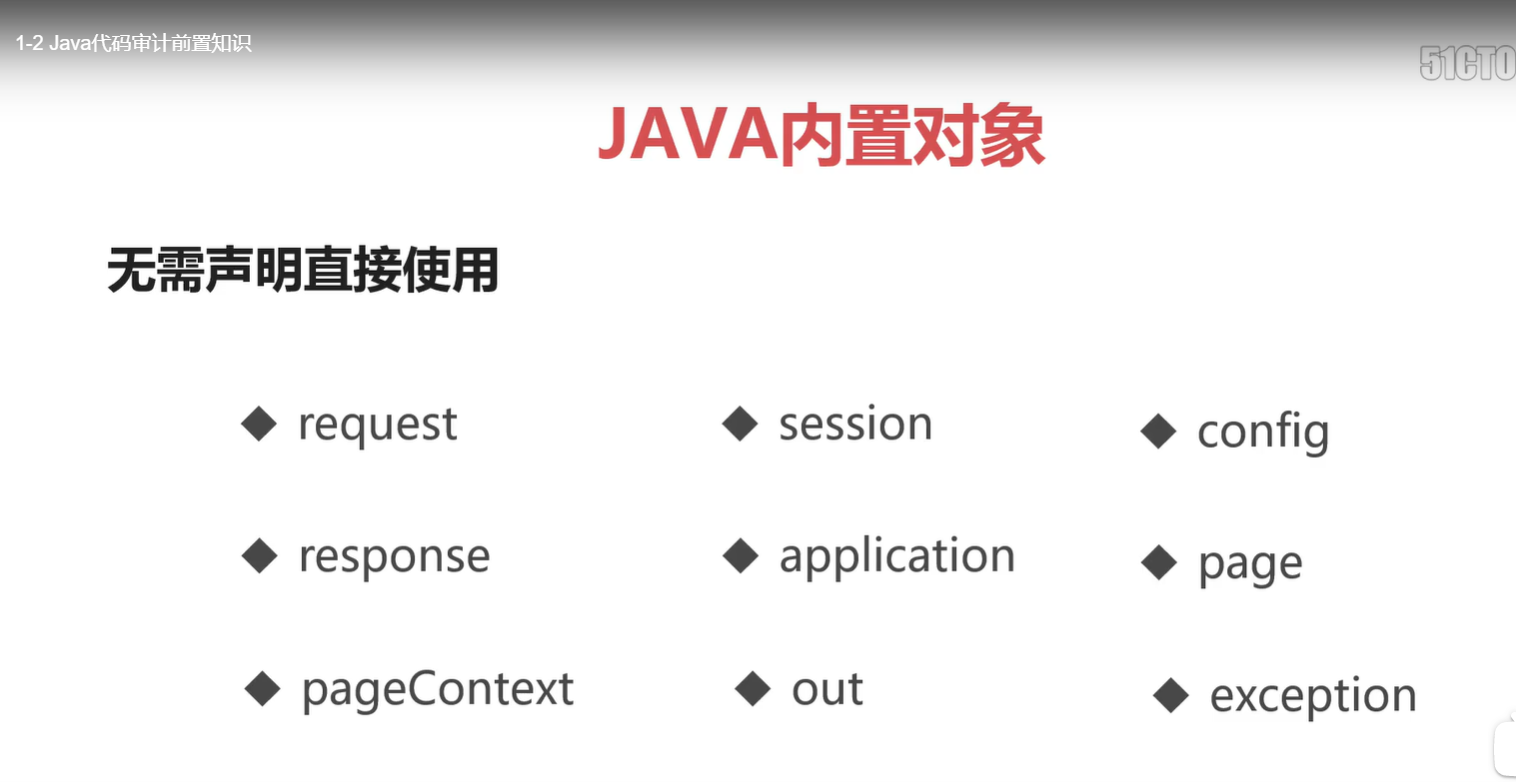 1-2 Java代码审计前置知识
51CTO
JAVA内置对象
无需声明直接使用
◆ request
◆ session
◆ config
◆ response
◆ application
◆ page
◆ pageContext
◆ out
◆ exception